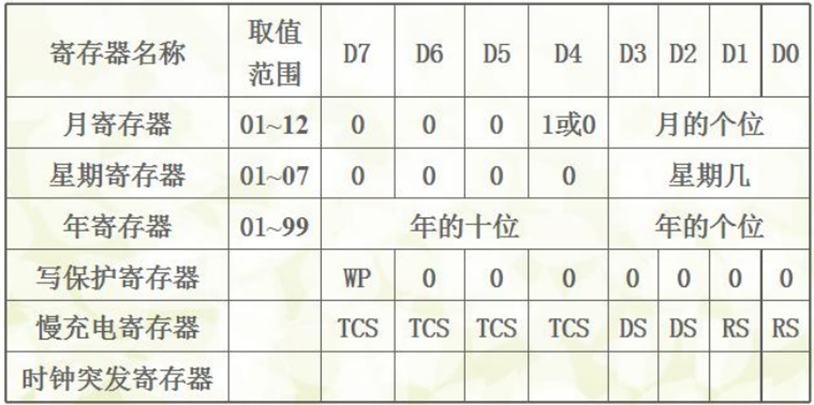 寄存器名称 取值范围 D7 D6 D5 D4 D3 D2 D1 D0
月寄存器 01~12 0 0 0 1或0 月的个位
星期寄存器 01~07 0 0 0 0 星期几
年寄存器 01~99 年的十位 年的个位
写保护寄存器 WP 0 0 0 0 0 0 0
慢充电寄存器 TCS TCS TCS TCS DS DS RS RS
时钟突发寄存器